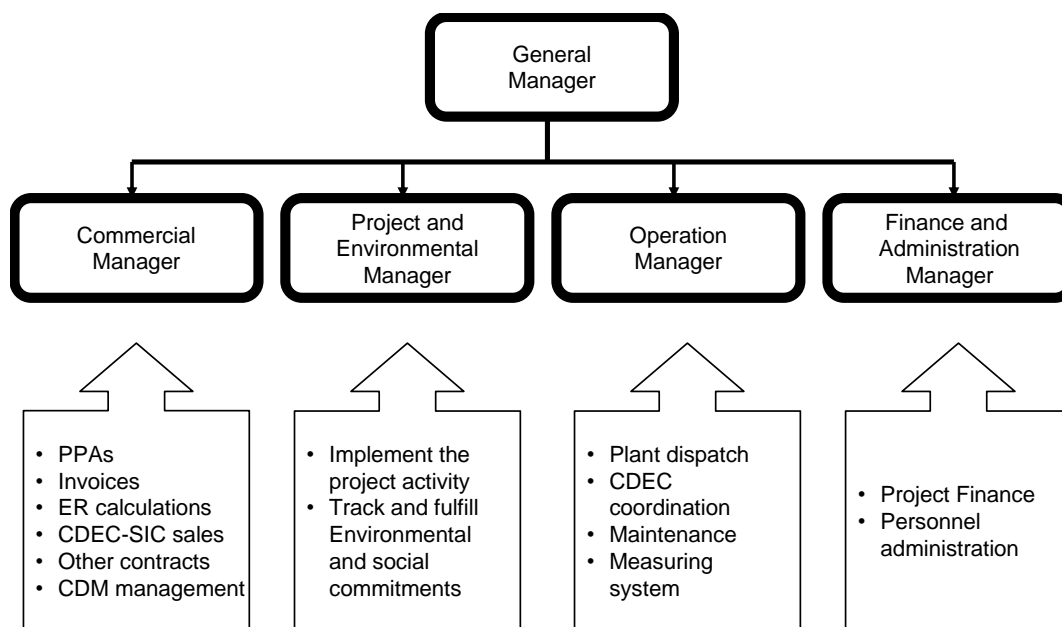 General
Manager
Commercial
Manager
Project and
Environmental
Manager
Operation
Manager
Finance and
Administration
Manager
• PPAs
• Invoices
• ER calculations
• CDEC-SIC sales
• Other contracts
• CDM management
• Implement the
project activity
• Track and fulfill
Environmental
and social
commitments
• Plant dispatch
• CDEC
coordination
• Maintenance
• Measuring
system
• Project Finance
• Personnel
administration